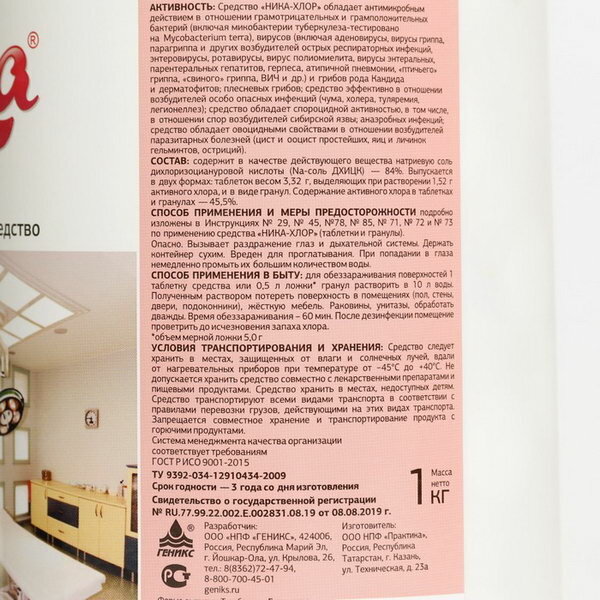 АКТИВНОСТЬ: Средство «НИКА-ХЛОР» обладает антимикробным
действием в отношении грамотрицательных и грамположительных
бактерий (включая микобактерии туберкулеза-тестировано
на Mycobacterium terra), вирусов (включая аденовирусы, вирусы гриппа,
парагриппа и других возбудителей острых респираторных инфекций,
энтеровирусы, ротавирусы, вирус полиомиелита, вирусы энтеральных,
парентеральных гепатитов, герпеса, атипичной пневмонии, «птичьего»
гриппа, «свиного» гриппа, ВИЧ и др.) и грибов рода Кандида
и дерматофитов; плесневых грибов; средство эффективно в отношении
возбудителей особо опасных инфекций (чума, холера, туляремия,
легионеллез); средство обладает спороцидной активностью, в том числе,
в отношении спор возбудителей сибирской язвы; анаэробных инфекций;
средство обладает овоцидными свойствами в отношении возбудителей
паразитарных болезней (цист и ооцист простейших, яиц и личинок
гельминтов, остриций).
СОСТАВ: содержит в качестве действующего вещества натриевую соль
дихлоризоциануровой кислоты (Na-соль ДХИЦК) — 84%. Выпускается
в двух формах: таблеток весом 3,32 г, выделяющих при растворении 1,52 г
активного хлора, и в виде гранул. Содержание активного хлора в таблетках
и гранулах — 45,5%.
СПОСОБ ПРИМЕНЕНИЯ И МЕРЫ ПРЕДОСТОРОЖНОСТИ подробно
изложены в Инструкциях № 29, № 45, №78, № 85, № 71, № 72 и № 73
по применению средства «НИКА-ХЛОР» (таблетки и гранулы).
Опасно. Вызывает раздражение глаз и дыхательной системы. Держать
контейнер сухим. Вреден для проглатывания. При попадании в глаза
немедленно промыть их большим количеством воды.
СПОСОБ ПРИМЕНЕНИЯ В БЫТУ: для обеззараживания поверхностей 1
таблетку средства или 0,5 л ложки* гранул растворить в 10 л воды.
Полученным раствором потереть поверхность в помещениях (пол, стены,
двери, подоконники), жёсткую мебель. Раковины, унитазы, обработать
дважды. Время обеззараживания – 60 мин. После дезинфекции помещение
проветрить до исчезновения запаха хлора.
*объем мерной ложки 5,0 г
УСЛОВИЯ ТРАНСПОРТИРОВАНИЯ И ХРАНЕНИЯ: Средство следует
хранить в местах, защищенных от влаги и солнечных лучей, вдали
от нагревательных приборов при температуре от −45°С до +40°С. Не
допускается хранить средство совместно с лекарственными препаратами и
пищевыми продуктами. Хранить средство в местах, недоступных детям.
Средство транспортируют всеми видами транспорта в соответствии с
правилами перевозки грузов, действующими на этих видах транспорта.
Запрещается совместное хранение и транспортирование продукта с
горючими продуктами.
Система менеджмента качества организации
соответствует требованиям
ГОСТ Р ИСО 9001-2015
ТУ 9392-034-12910434-2009
Срок годности — 3 года со дня изготовления
Свидетельство о государственной регистрации
№ RU.77.99.22.002.E.002831.08.19 от 08.08.2019 г.
1 КГ
Масса
нетто
ГЕНИКС
Разработчик:
ООО «НПФ «ГЕНИКС», 424006,
Россия, Республика Марий Эл,
г. Йошкар-Ола, ул. Крылова, 26,
тел.: 8(8362)72-47-94,
8-800-700-45-01
geniks.ru
Изготовитель:
ООО «НПФ «Практика»,
Россия, Республика
Татарстан, г. Казань,
ул. Техническая, д. 23а
а®
едство